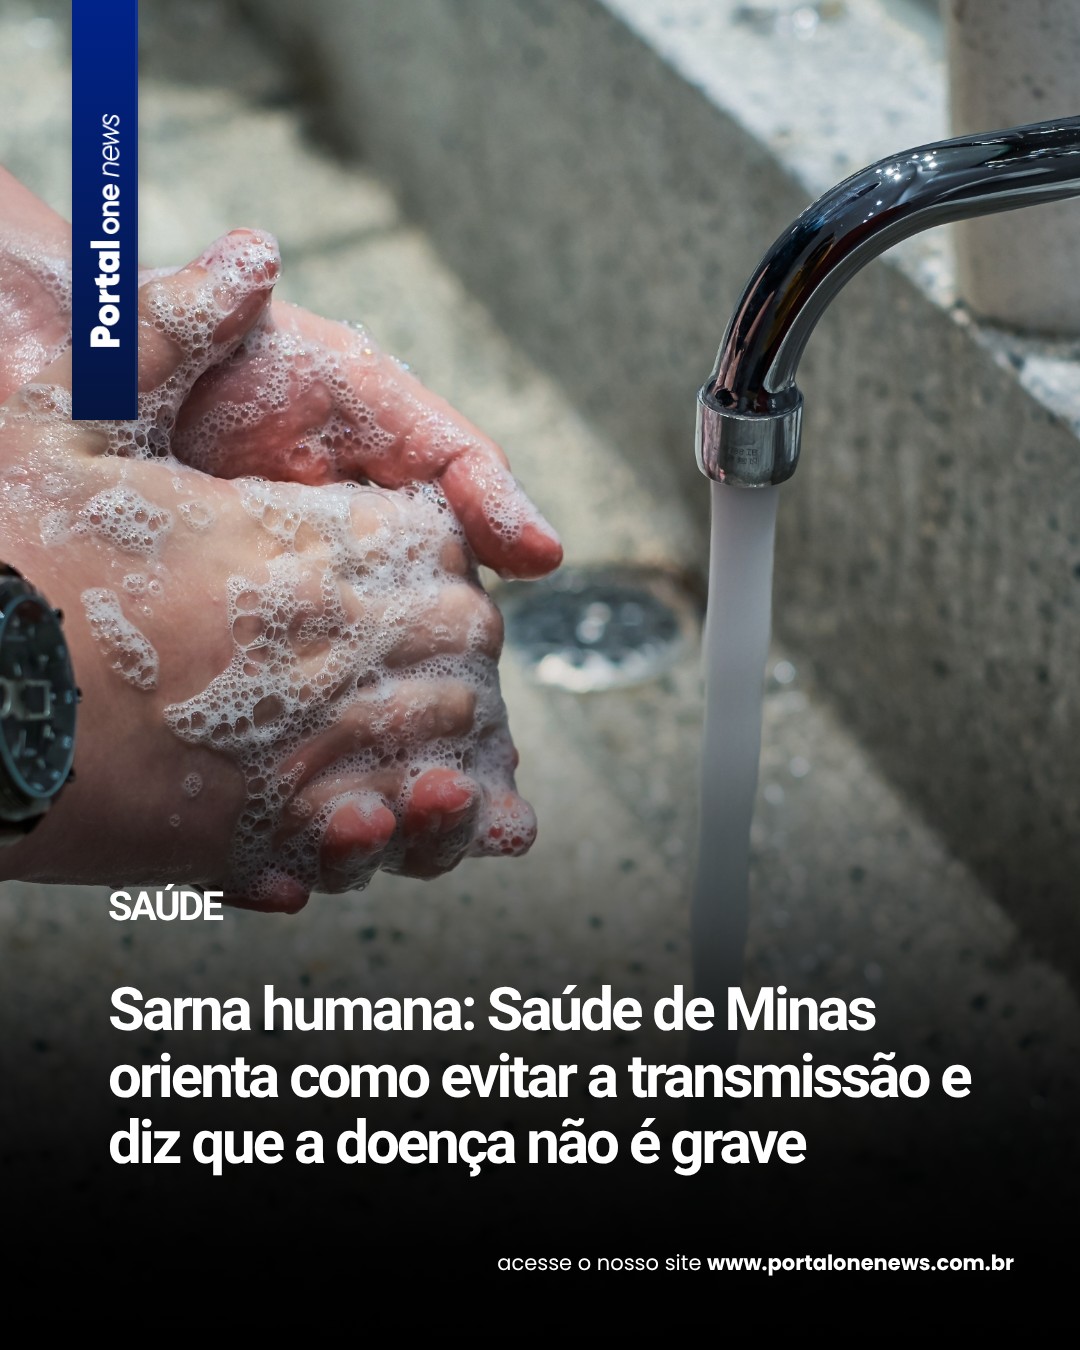 Portal one news
SAÚDE
Sarna humana: Saúde de Minas
orienta como evitar a transmissão e
diz que a doença não é grave
acesse o nosso site www.portalonenews.com.br